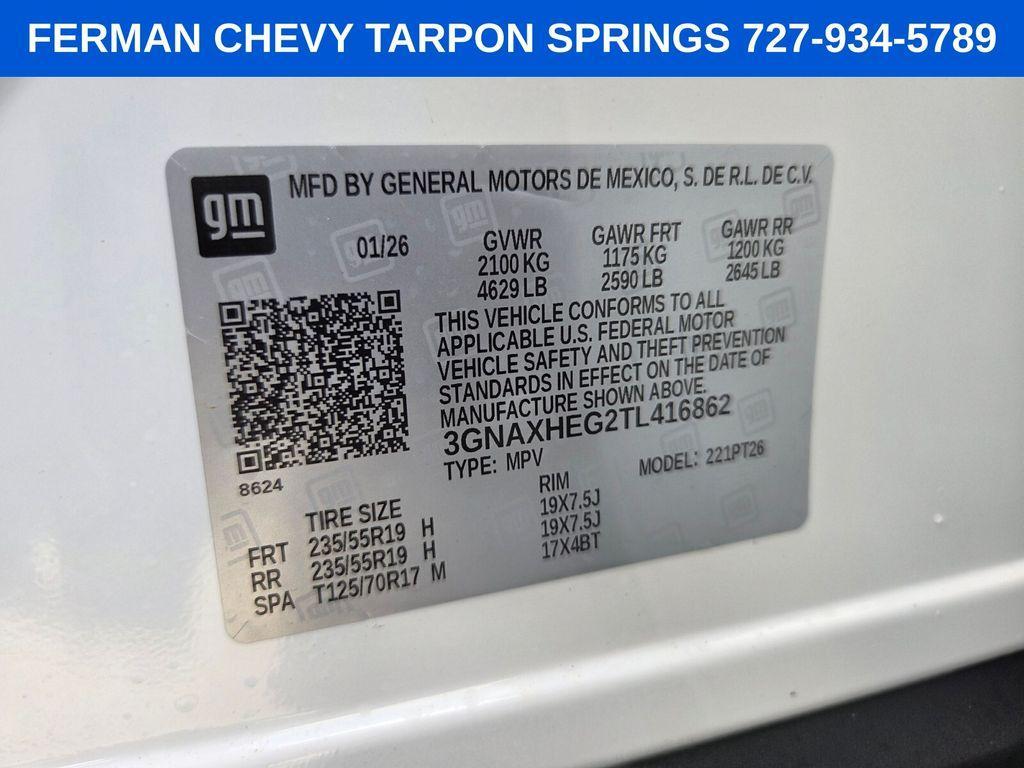 FERMAN CHEVY TARPON SPRINGS 727-934-5789
gm
MFD BY GENERAL MOTORS DE MEXICO, S. DE R.L. DE C.V.
01/26 GVWR GAWR FRT GAWR RR
2100 KG 1175 KG 1200 KG
4629 LB 2590 LB 2645 LB
THIS VEHICLE CONFORMS TO ALL
APPLICABLE U.S. FEDERAL MOTOR
VEHICLE SAFETY AND THEFT PREVENTION
STANDARDS IN EFFECT ON THE DATE OF
MANUFACTURE SHOWN ABOVE.
3GNAXHEG2TL416862
TYPE: MPV MODEL: 221PT26
8624
TIRE SIZE RIM
FRT 235/55R19 H 19X7.5J
RR 235/55R19 H 19X7.5J
SPA T125/70R17 M 17X4BT